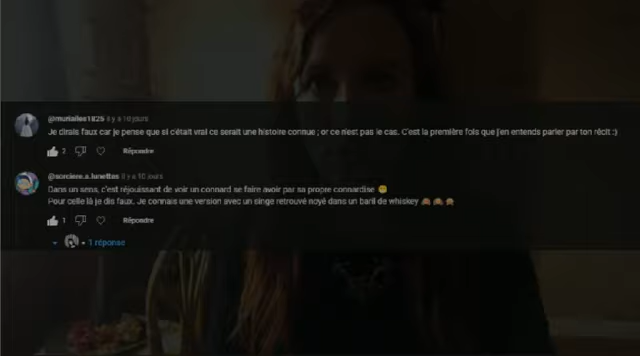 @muriailes1825 il y a 10 jours
Je dirais faux car je pense que si c'était vrai ce serait une histoire connue ; or ce n'est pas le cas. C'est la première fois que j'en entends parler par ton récit :)
2 Répondre
@sorciere.a.lunettes il y a 10 jours
Dans un sens, c'est réjouissant de voir un connard se faire avoir par sa propre connardise
Pour celle là je dis faux. Je connais une version avec un singe retrouvé noyé dans un baril de whiskey 🙈 🙈 🙊
1 Répondre
1 réponse